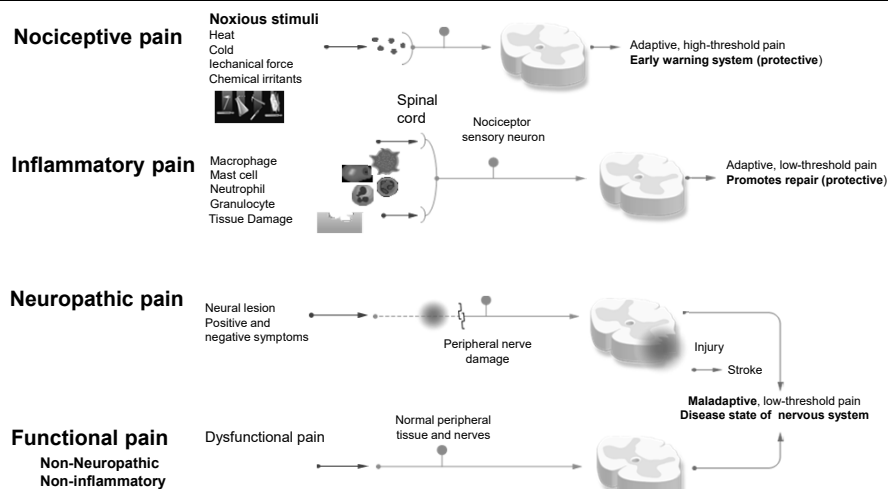 Nociceptive pain
Noxious stimuli
Heat
Cold
Iechanical force
Chemical irritants
Adaptive, high-threshold pain
Early warning system (protective)
Spinal
cord
Nociceptor
sensory neuron
Inflammatory pain
Macrophage
Mast cell
Neutrophil
Granulocyte
Tissue Damage
Adaptive, low-threshold pain
Promotes repair (protective)
Neuropathic pain
Neural lesion
Positive and
negative symptoms
Peripheral nerve
damage
Injury
Stroke
Maladaptive, low-threshold pain
Disease state of nervous system
Functional pain
Non-Neuropathic
Non-inflammatory
Dysfunctional pain
Normal peripheral
tissue and nerves